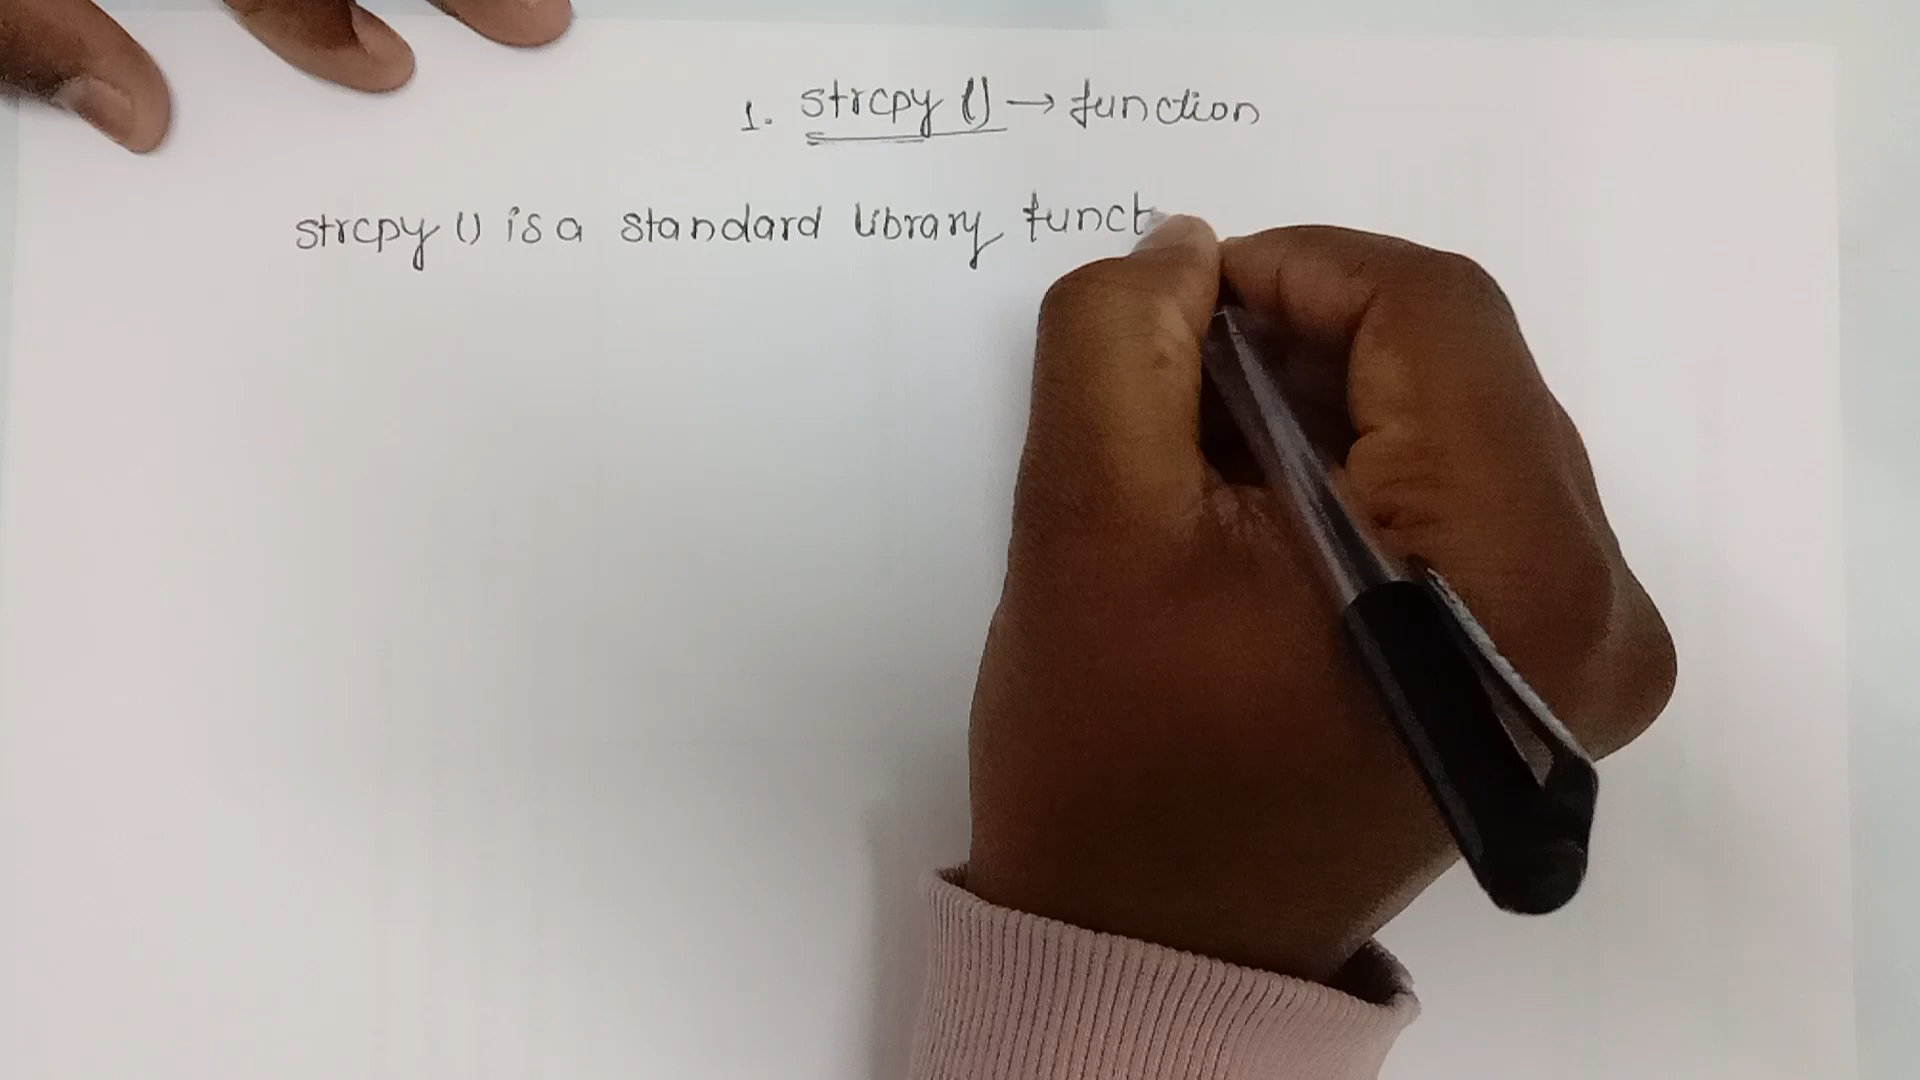 1. strcpy () → function
strcpy () is a standard library funct